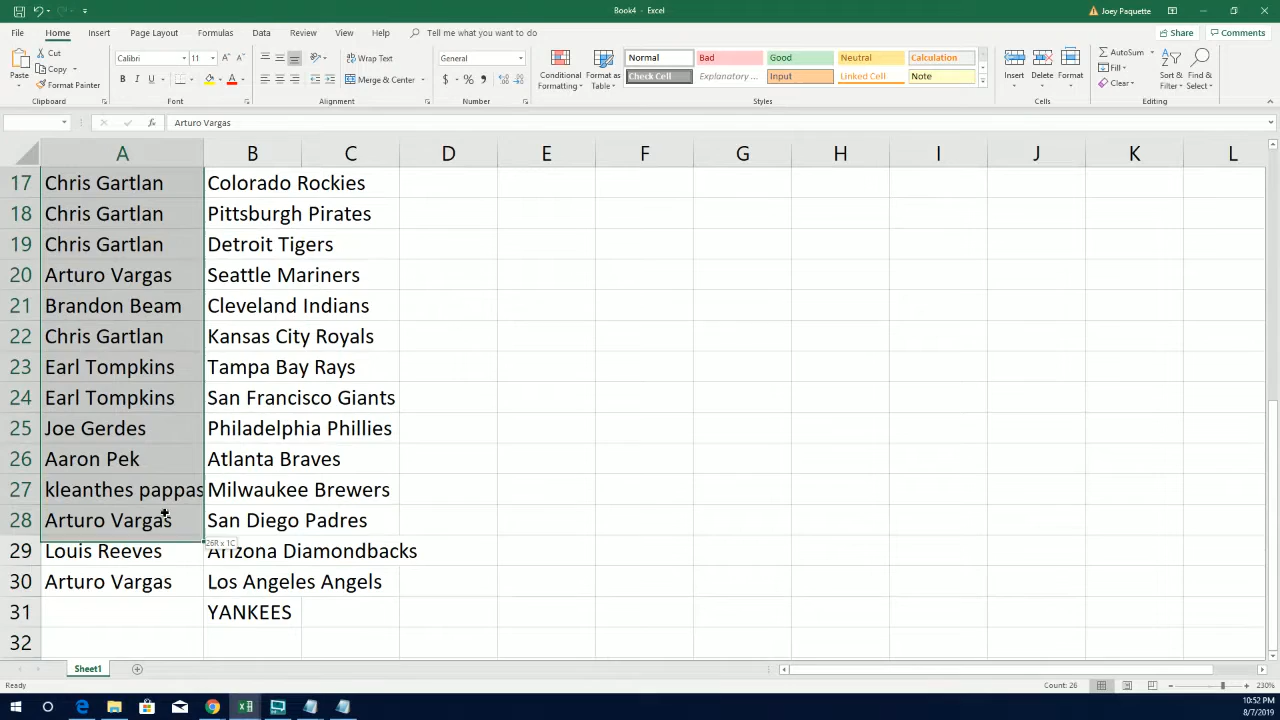 Book4 - Excel
Joey Paquette
File Home Insert Page Layout Formulas Data Review View Help Tell me what you want to do
Share Comments
Cut
Copy
Format Painter
Paste
Clipboard
Calibri 11
B I U
Font
Wrap Text
Merge & Center
Alignment
General
$ % ,
Number
Conditional Formatting
Format as Table
Normal Bad Good Neutral Calculation
Check Cell Explanatory ... Input Linked Cell Note
Styles
Insert Delete Format
Cells
AutoSum
Fill
Clear
Sort & Filter
Find & Select
Editing
fx Arturo Vargas
A B C D E F G H I J K L
17 Chris Gartlan Colorado Rockies
18 Chris Gartlan Pittsburgh Pirates
19 Chris Gartlan Detroit Tigers
20 Arturo Vargas Seattle Mariners
21 Brandon Beam Cleveland Indians
22 Chris Gartlan Kansas City Royals
23 Earl Tompkins Tampa Bay Rays
24 Earl Tompkins San Francisco Giants
25 Joe Gerdes Philadelphia Phillies
26 Aaron Pek Atlanta Braves
27 kleanthes pappas Milwaukee Brewers
28 Arturo Vargas San Diego Padres
26R x 1C
29 Louis Reeves Arizona Diamondbacks
30 Arturo Vargas Los Angeles Angels
31 YANKEES
32
Sheet1
Ready
Count: 26
230%
10:52 PM
8/7/2019